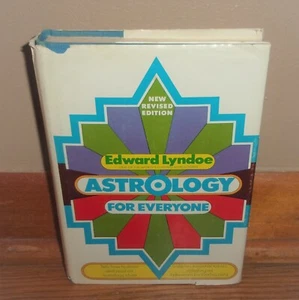 NEW
REVISED
EDITION
Edward Lyndoe
ASTROLOGY
FOR EVERYONE